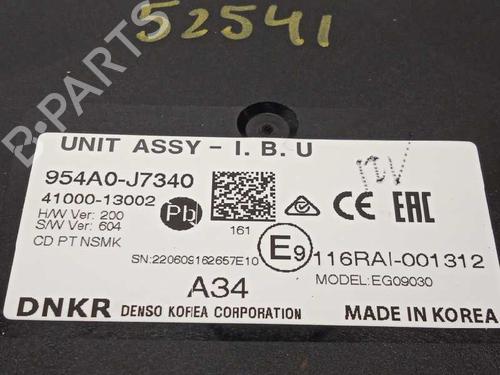 52541
UNIT ASSY - I. B. U
954A0-J7340
41000-13002
H/W Ver: 200
S/W Ver: 604
CD PT NSMK
Pb
161
CE EAC
SN:220609162657E10
E9 116RAI-001312
MODEL:EG09030
A34
DNKR DENSO KOREA CORPORATION
MADE IN KOREA
B-PARTS